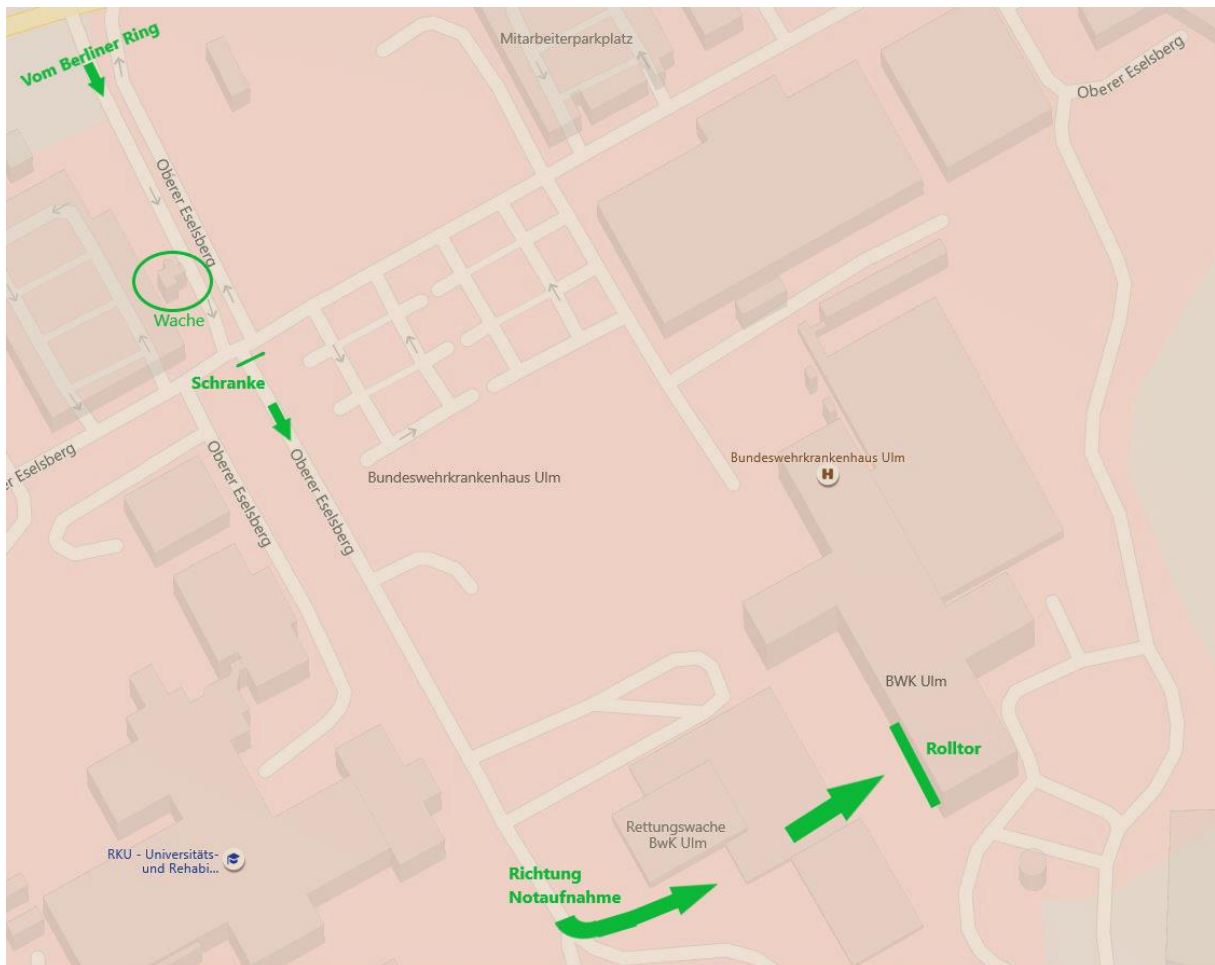 Vom Berliner Ring
Mitarbeiterparkplatz
Oberer Eselsberg
Oberer Eselsberg
Wache
Schranke
Oberer Eselsberg
Oberer Eselsberg
er Eselsberg
Bundeswehrkrankenhaus Ulm
Bundeswehrkrankenhaus Ulm
H
BWK Ulm
Rolltor
Rettungswache
BwK Ulm
RKU - Universitäts-
und Rehabi...
Richtung
Notaufnahme